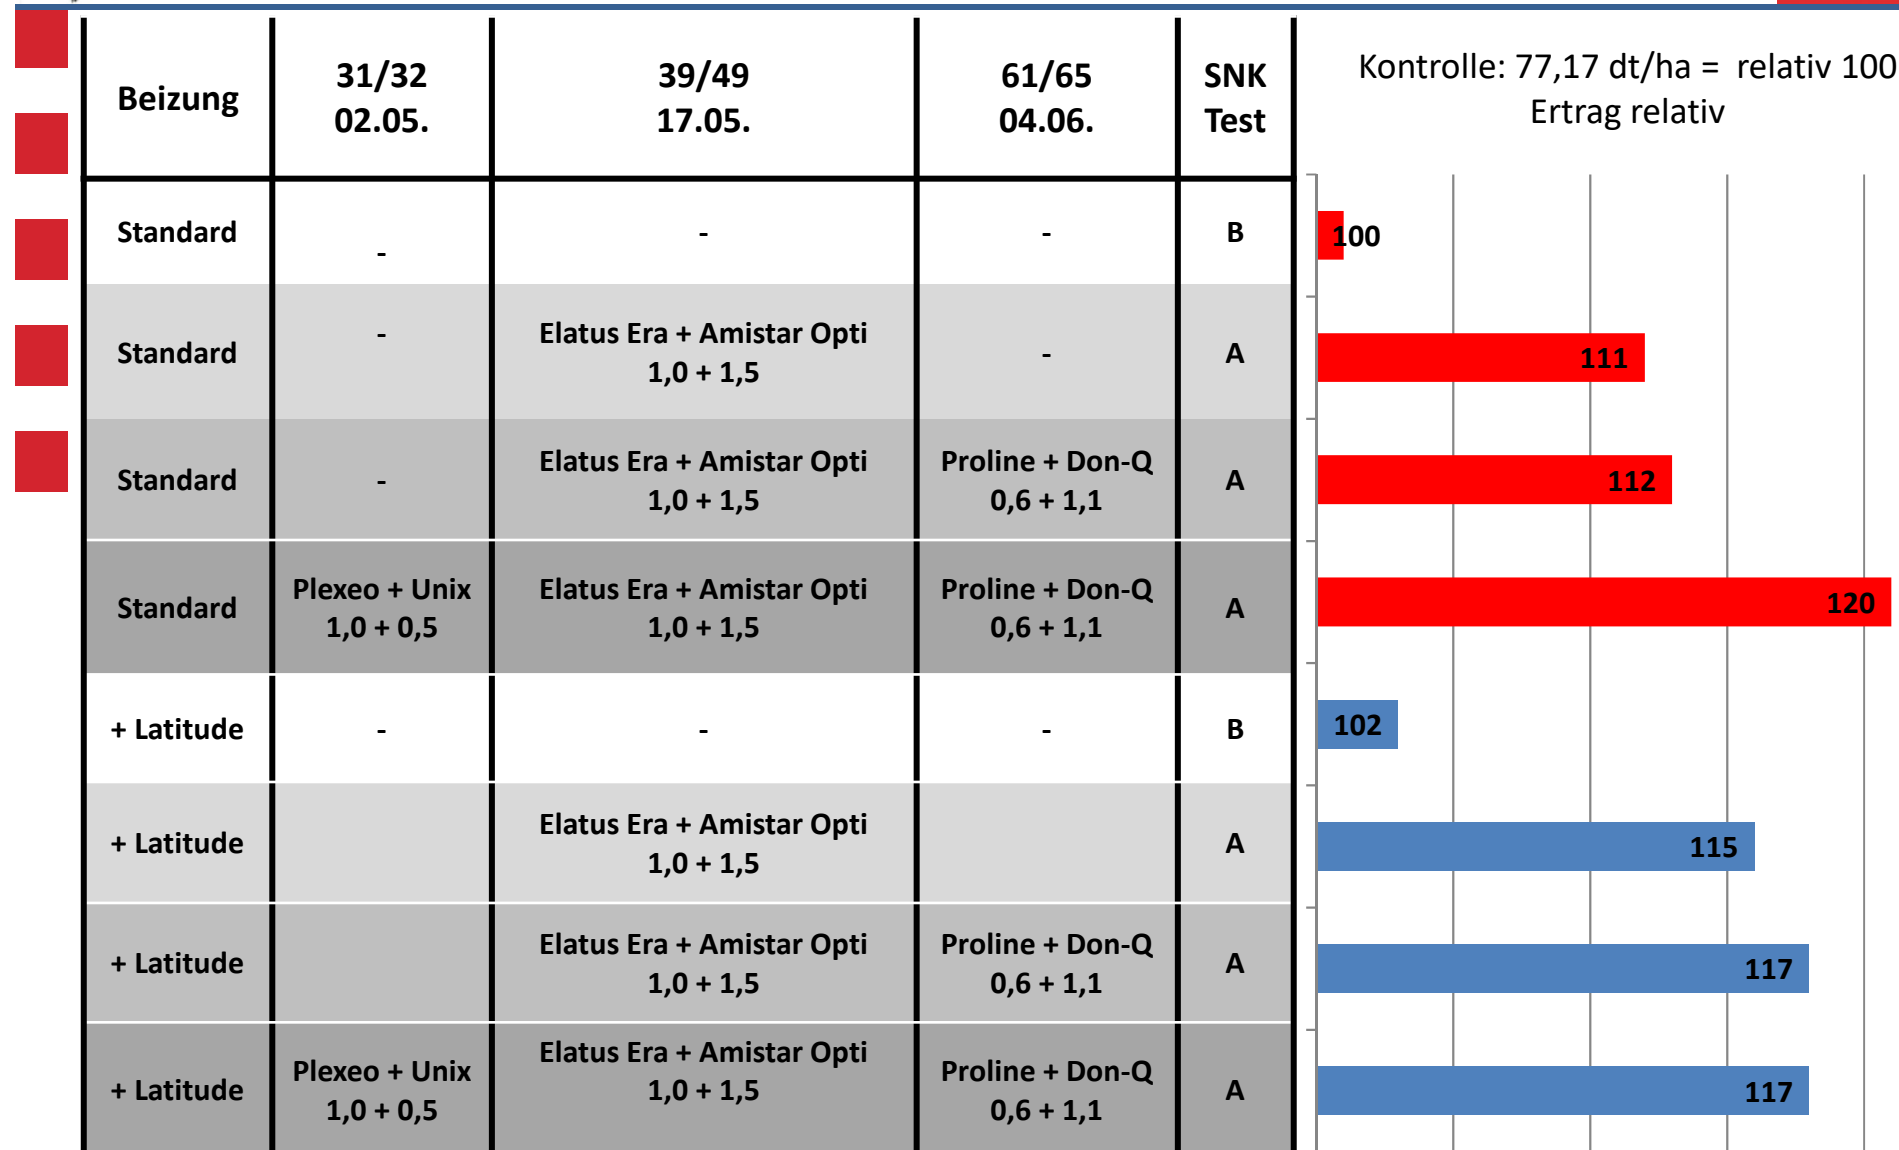 Beizung
31/32
02.05.
39/49
17.05.
61/65
04.06.
SNK
Test
Kontrolle: 77,17 dt/ha = relativ 100
Ertrag relativ
Standard
-
-
-
B
100
Standard
-
Elatus Era + Amistar Opti
1,0 + 1,5
-
A
111
Standard
-
Elatus Era + Amistar Opti
1,0 + 1,5
Proline + Don-Q
0,6 + 1,1
A
112
Standard
Plexeo + Unix
1,0 + 0,5
Elatus Era + Amistar Opti
1,0 + 1,5
Proline + Don-Q
0,6 + 1,1
A
120
+ Latitude
-
-
-
B
102
+ Latitude
Elatus Era + Amistar Opti
1,0 + 1,5
A
115
+ Latitude
Elatus Era + Amistar Opti
1,0 + 1,5
Proline + Don-Q
0,6 + 1,1
A
117
+ Latitude
Plexeo + Unix
1,0 + 0,5
Elatus Era + Amistar Opti
1,0 + 1,5
Proline + Don-Q
0,6 + 1,1
A
117